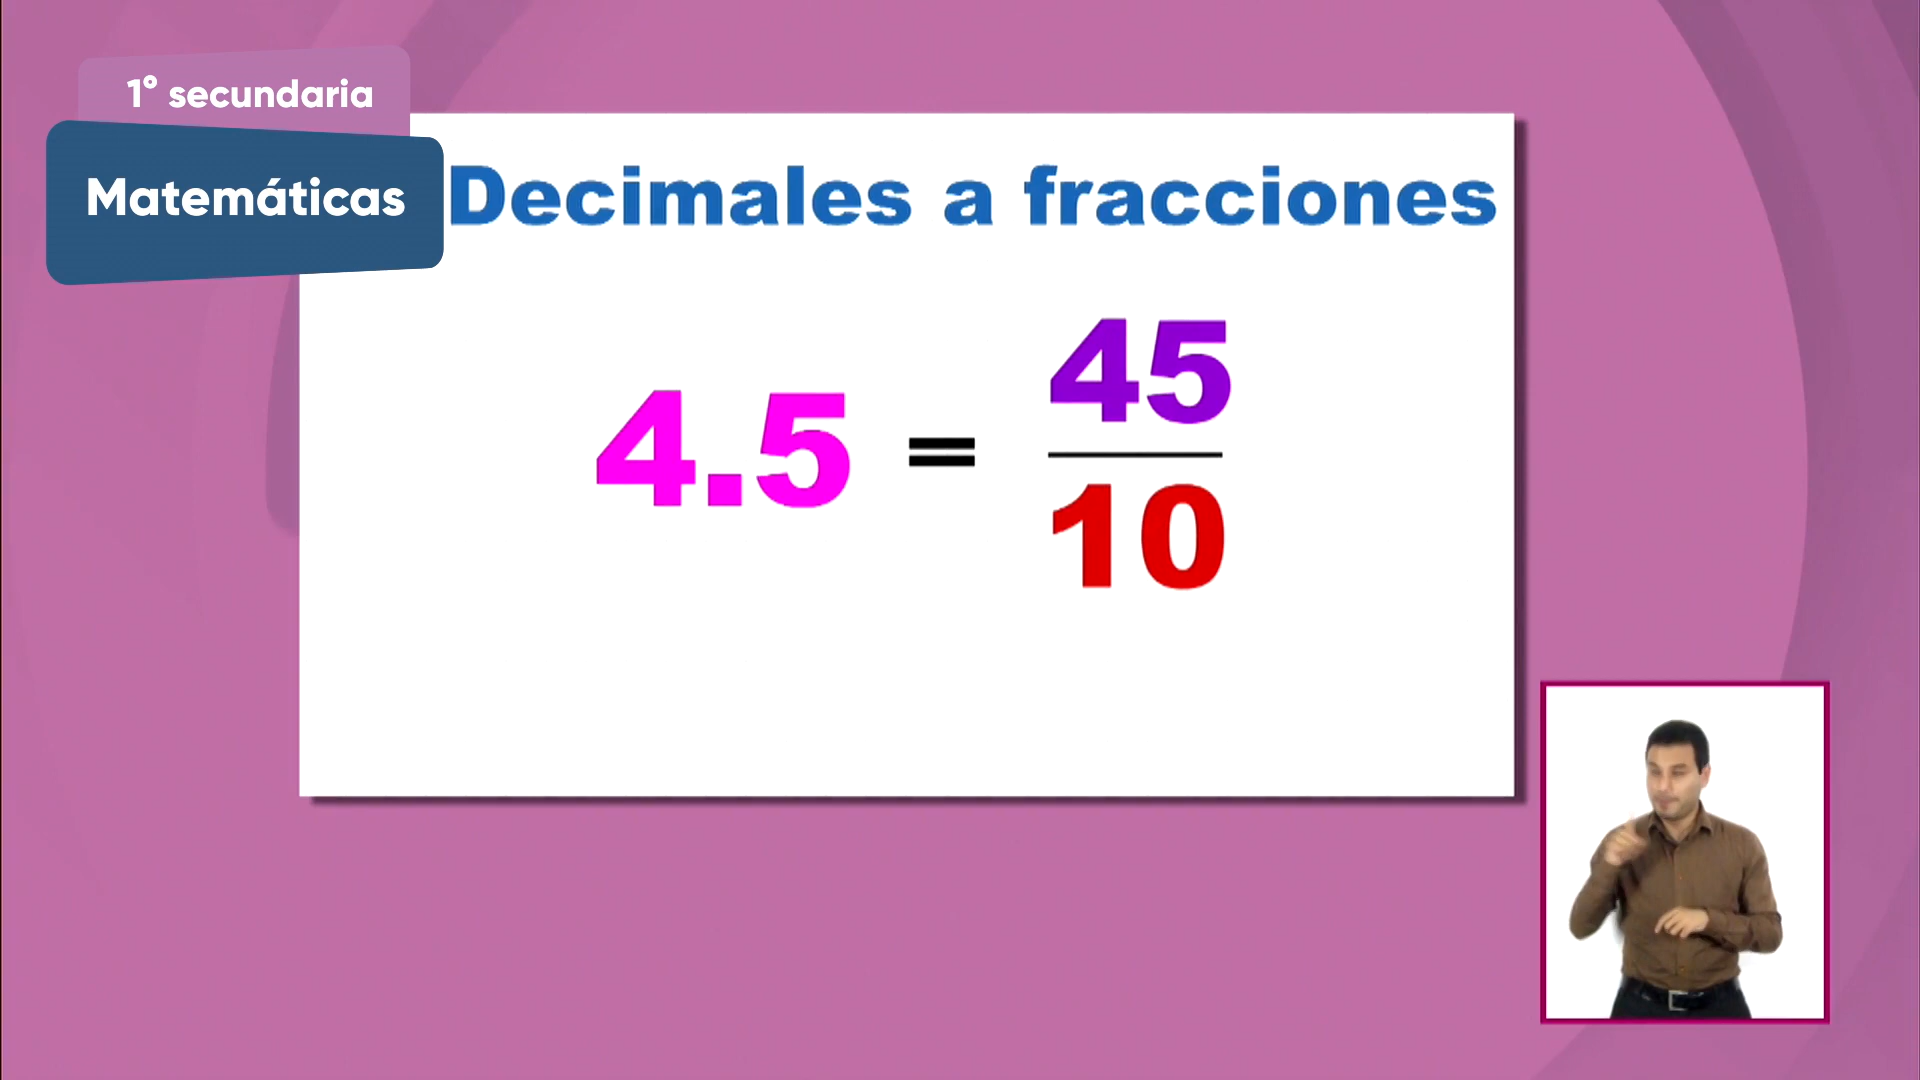 1° secundaria
Matemáticas
Decimales a fracciones
4.5 = 45/10